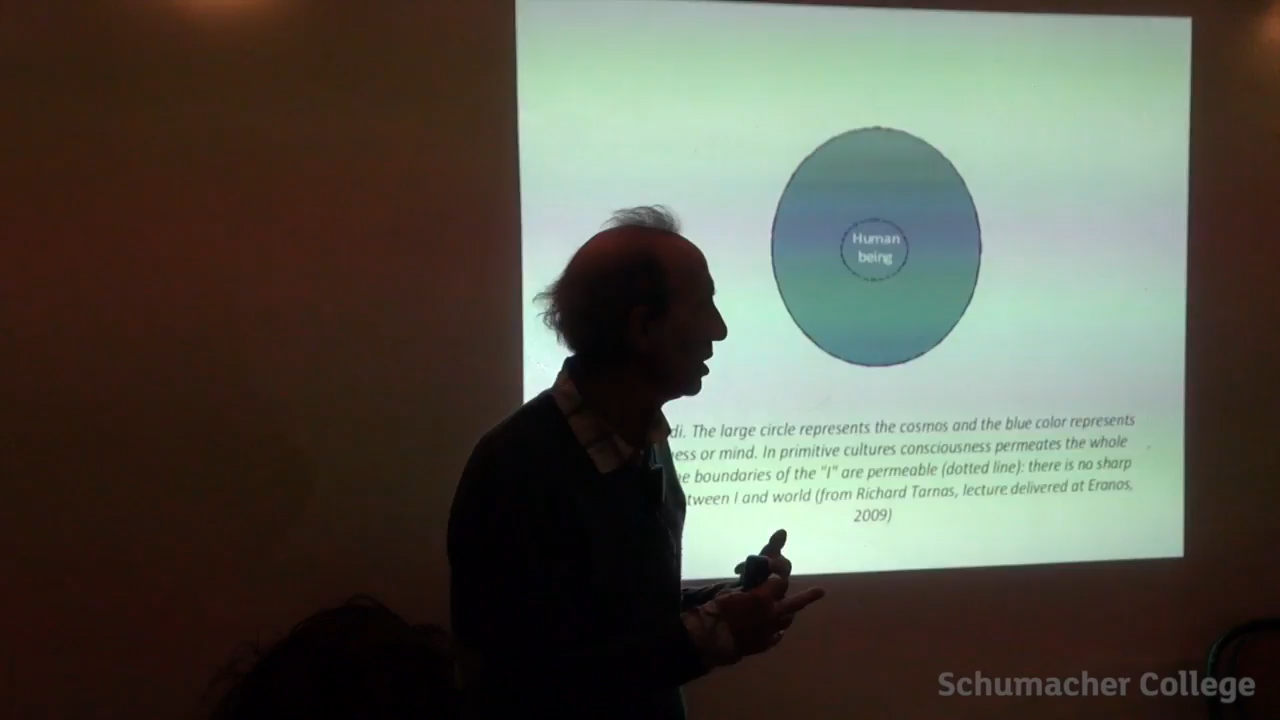 Human
being
di. The large circle represents the cosmos and the blue color represents
ess or mind. In primitive cultures consciousness permeates the whole
e boundaries of the "I" are permeable (dotted line): there is no sharp
tween I and world (from Richard Tarnas, lecture delivered at Eranos,
2009)
Schumacher College